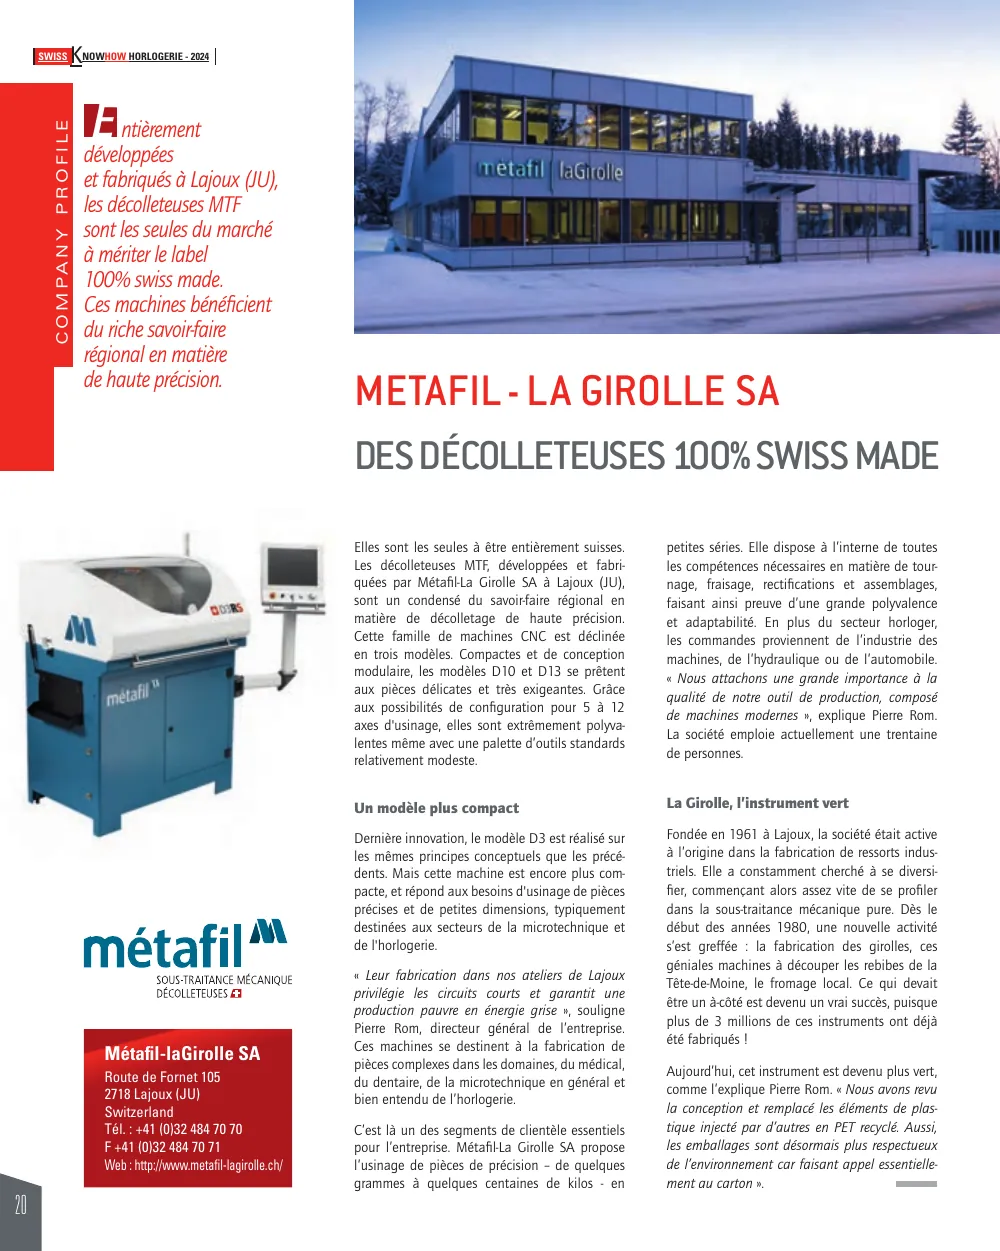 SWISS KNOWHOW HORLOGERIE - 2024
COMPANY PROFILE
Entièrement
développées
et fabriqués à Lajoux (JU),
les décolleteuses MTF
sont les seules du marché
à mériter le label
100% swiss made.
Ces machines bénéficient
du riche savoir-faire
régional en matière
de haute précision.
métafil laGirolle
METAFIL - LA GIROLLE SA
DES DÉCOLLETEUSES 100% SWISS MADE
D3RS
métafil
métafil
SOUS-TRAITANCE MÉCANIQUE
DÉCOLLETEUSES
Métafil-laGirolle SA
Route de Fornet 105
2718 Lajoux (JU)
Switzerland
Tél. : +41 (0)32 484 70 70
F +41 (0)32 484 70 71
Web : http://www.metafil-lagirolle.ch/
Elles sont les seules à être entièrement suisses.
Les décolleteuses MTF, développées et fabri-
quées par Métafil-La Girolle SA à Lajoux (JU),
sont un condensé du savoir-faire régional en
matière de décolletage de haute précision.
Cette famille de machines CNC est déclinée
en trois modèles. Compactes et de conception
modulaire, les modèles D10 et D13 se prêtent
aux pièces délicates et très exigeantes. Grâce
aux possibilités de configuration pour 5 à 12
axes d'usinage, elles sont extrêmement polyva-
lentes même avec une palette d'outils standards
relativement modeste.
Un modèle plus compact
Dernière innovation, le modèle D3 est réalisé sur
les mêmes principes conceptuels que les précé-
dents. Mais cette machine est encore plus com-
pacte, et répond aux besoins d'usinage de pièces
précises et de petites dimensions, typiquement
destinées aux secteurs de la microtechnique et
de l'horlogerie.
« Leur fabrication dans nos ateliers de Lajoux
privilégie les circuits courts et garantit une
production pauvre en énergie grise », souligne
Pierre Rom, directeur général de l'entreprise.
Ces machines se destinent à la fabrication de
pièces complexes dans les domaines, du médical,
du dentaire, de la microtechnique en général et
bien entendu de l'horlogerie.
C'est là un des segments de clientèle essentiels
pour l'entreprise. Métafil-La Girolle SA propose
l'usinage de pièces de précision – de quelques
grammes à quelques centaines de kilos - en
petites séries. Elle dispose à l'interne de toutes
les compétences nécessaires en matière de tour-
nage, fraisage, rectifications et assemblages,
faisant ainsi preuve d'une grande polyvalence
et adaptabilité. En plus du secteur horloger,
les commandes proviennent de l'industrie des
machines, de l'hydraulique ou de l'automobile.
« Nous attachons une grande importance à la
qualité de notre outil de production, composé
de machines modernes », explique Pierre Rom.
La société emploie actuellement une trentaine
de personnes.
La Girolle, l'instrument vert
Fondée en 1961 à Lajoux, la société était active
à l'origine dans la fabrication de ressorts indus-
triels. Elle a constamment cherché à se diversi-
fier, commençant alors assez vite de se profiler
dans la sous-traitance mécanique pure. Dès le
début des années 1980, une nouvelle activité
s'est greffée : la fabrication des girolles, ces
géniales machines à découper les rebibes de la
Tête-de-Moine, le fromage local. Ce qui devait
être un à-côté est devenu un vrai succès, puisque
plus de 3 millions de ces instruments ont déjà
été fabriqués !
Aujourd'hui, cet instrument est devenu plus vert,
comme l'explique Pierre Rom. « Nous avons revu
la conception et remplacé les éléments de plas-
tique injecté par d'autres en PET recyclé. Aussi,
les emballages sont désormais plus respectueux
de l'environnement car faisant appel essentielle-
ment au carton ».
20